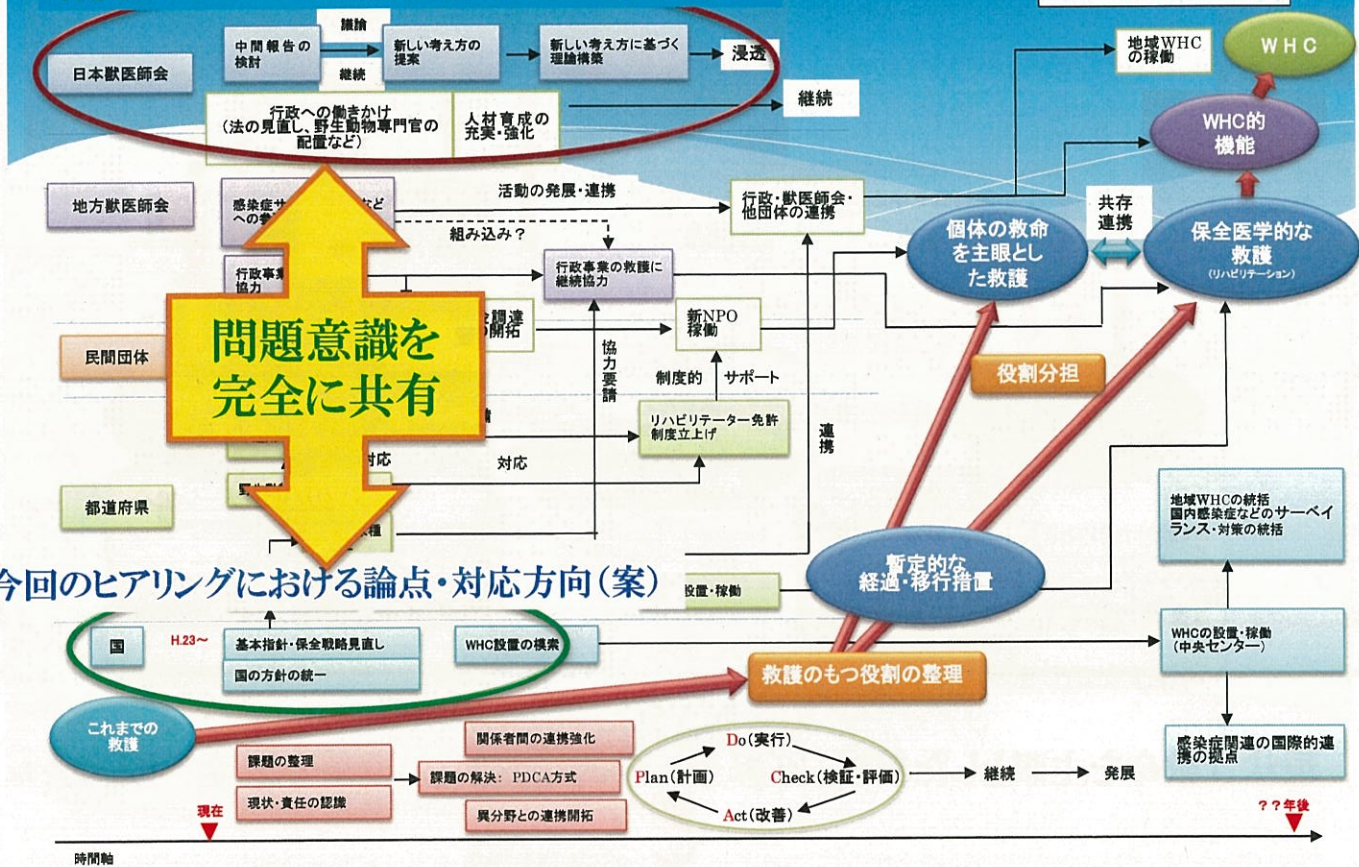 議論
中間報告の
検討
新しい考え方の
提案
新しい考え方に基づく
理論構築
浸透
日本獣医師会
継続
行政への働きかけ
(法の見直し、野生動物専門官の
配置など)
人材育成の
充実・強化
継続
地域WHC
の稼働
WHC
WHC的
機能
地方獣医師会
感染症サ
など
への参
活動の発展・連携
組み込み?
行政・獣医師会・
他団体の連携
行政事業
協力
行政事業の救護に
継続協力
個体の救命
を主眼とし
た救護
共存
連携
保全医学的な
救護
(リハビリテーション)
民間団体
調達
開拓
新NPO
稼働
問題意識を
完全に共有
協力要請
制度的 サポート
役割分担
リハビリテーター免許
制度立上げ
対応
対応
連携
都道府県
種
今回のヒアリングにおける論点・対応方向(案)
設置・稼働
暫定的な
経過・移行措置
地域WHCの統括
国内感染症などのサーベイ
ランス・対策の統括
国
H.23~
基本指針・保全戦略見直し
国の方針の統一
WHC設置の模索
WHCの設置・稼働
(中央センター)
救護のもつ役割の整理
これまでの
救護
課題の整理
現状・責任の認識
関係者間の連携強化
課題の解決: PDCA方式
異分野との連携開拓
Do(実行)
Plan(計画)
Check(検証・評価)
Act(改善)
継続
発展
感染症関連の国際的連
携の拠点
現在
??年後
時間軸